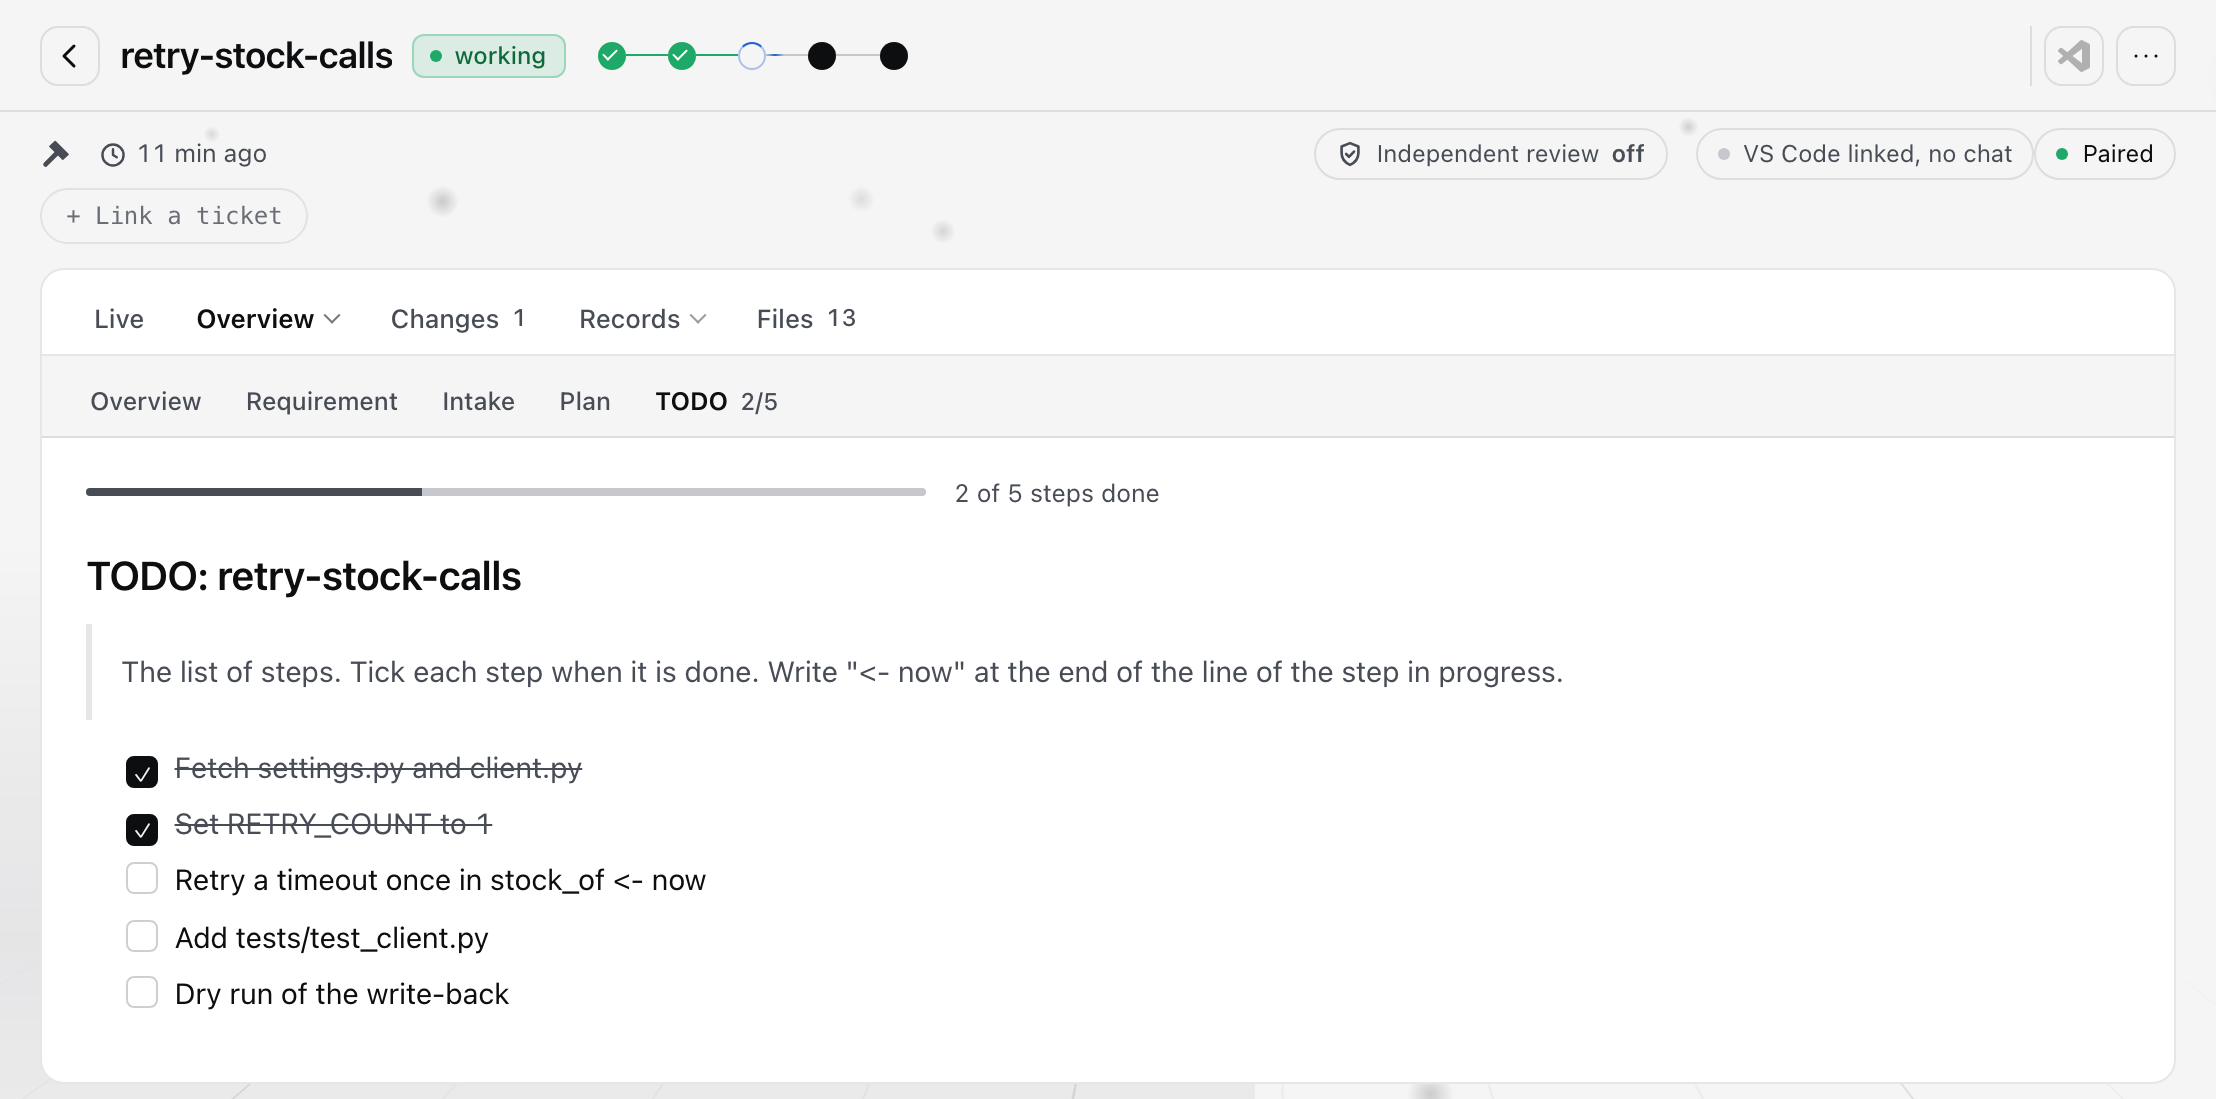 retry-stock-calls
working
11 min ago
Independent review off
VS Code linked, no chat
Paired
+ Link a ticket
Live
Overview
Changes 1
Records
Files 13
Overview
Requirement
Intake
Plan
TODO 2/5
2 of 5 steps done
TODO: retry-stock-calls
The list of steps. Tick each step when it is done. Write "<- now" at the end of the line of the step in progress.
Fetch settings.py and client.py
Set RETRY_COUNT to 1
Retry a timeout once in stock_of <- now
Add tests/test_client.py
Dry run of the write-back